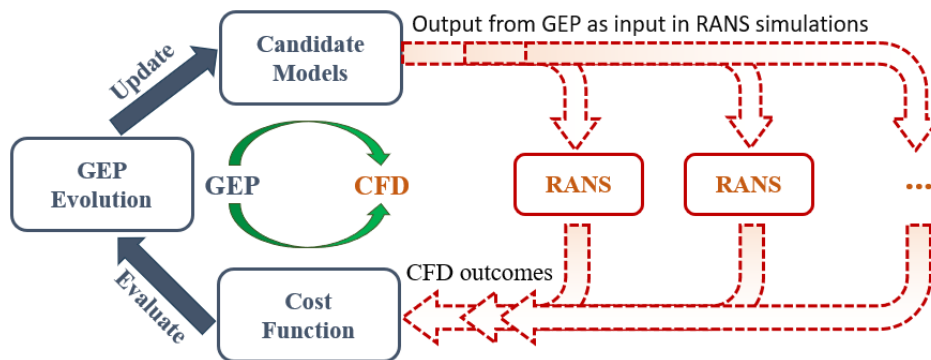 Output from GEP as input in RANS simulations
Candidate
Models
Update
GEP
Evolution
GEP
CFD
RANS
RANS
...
CFD outcomes
Evaluate
Cost
Function